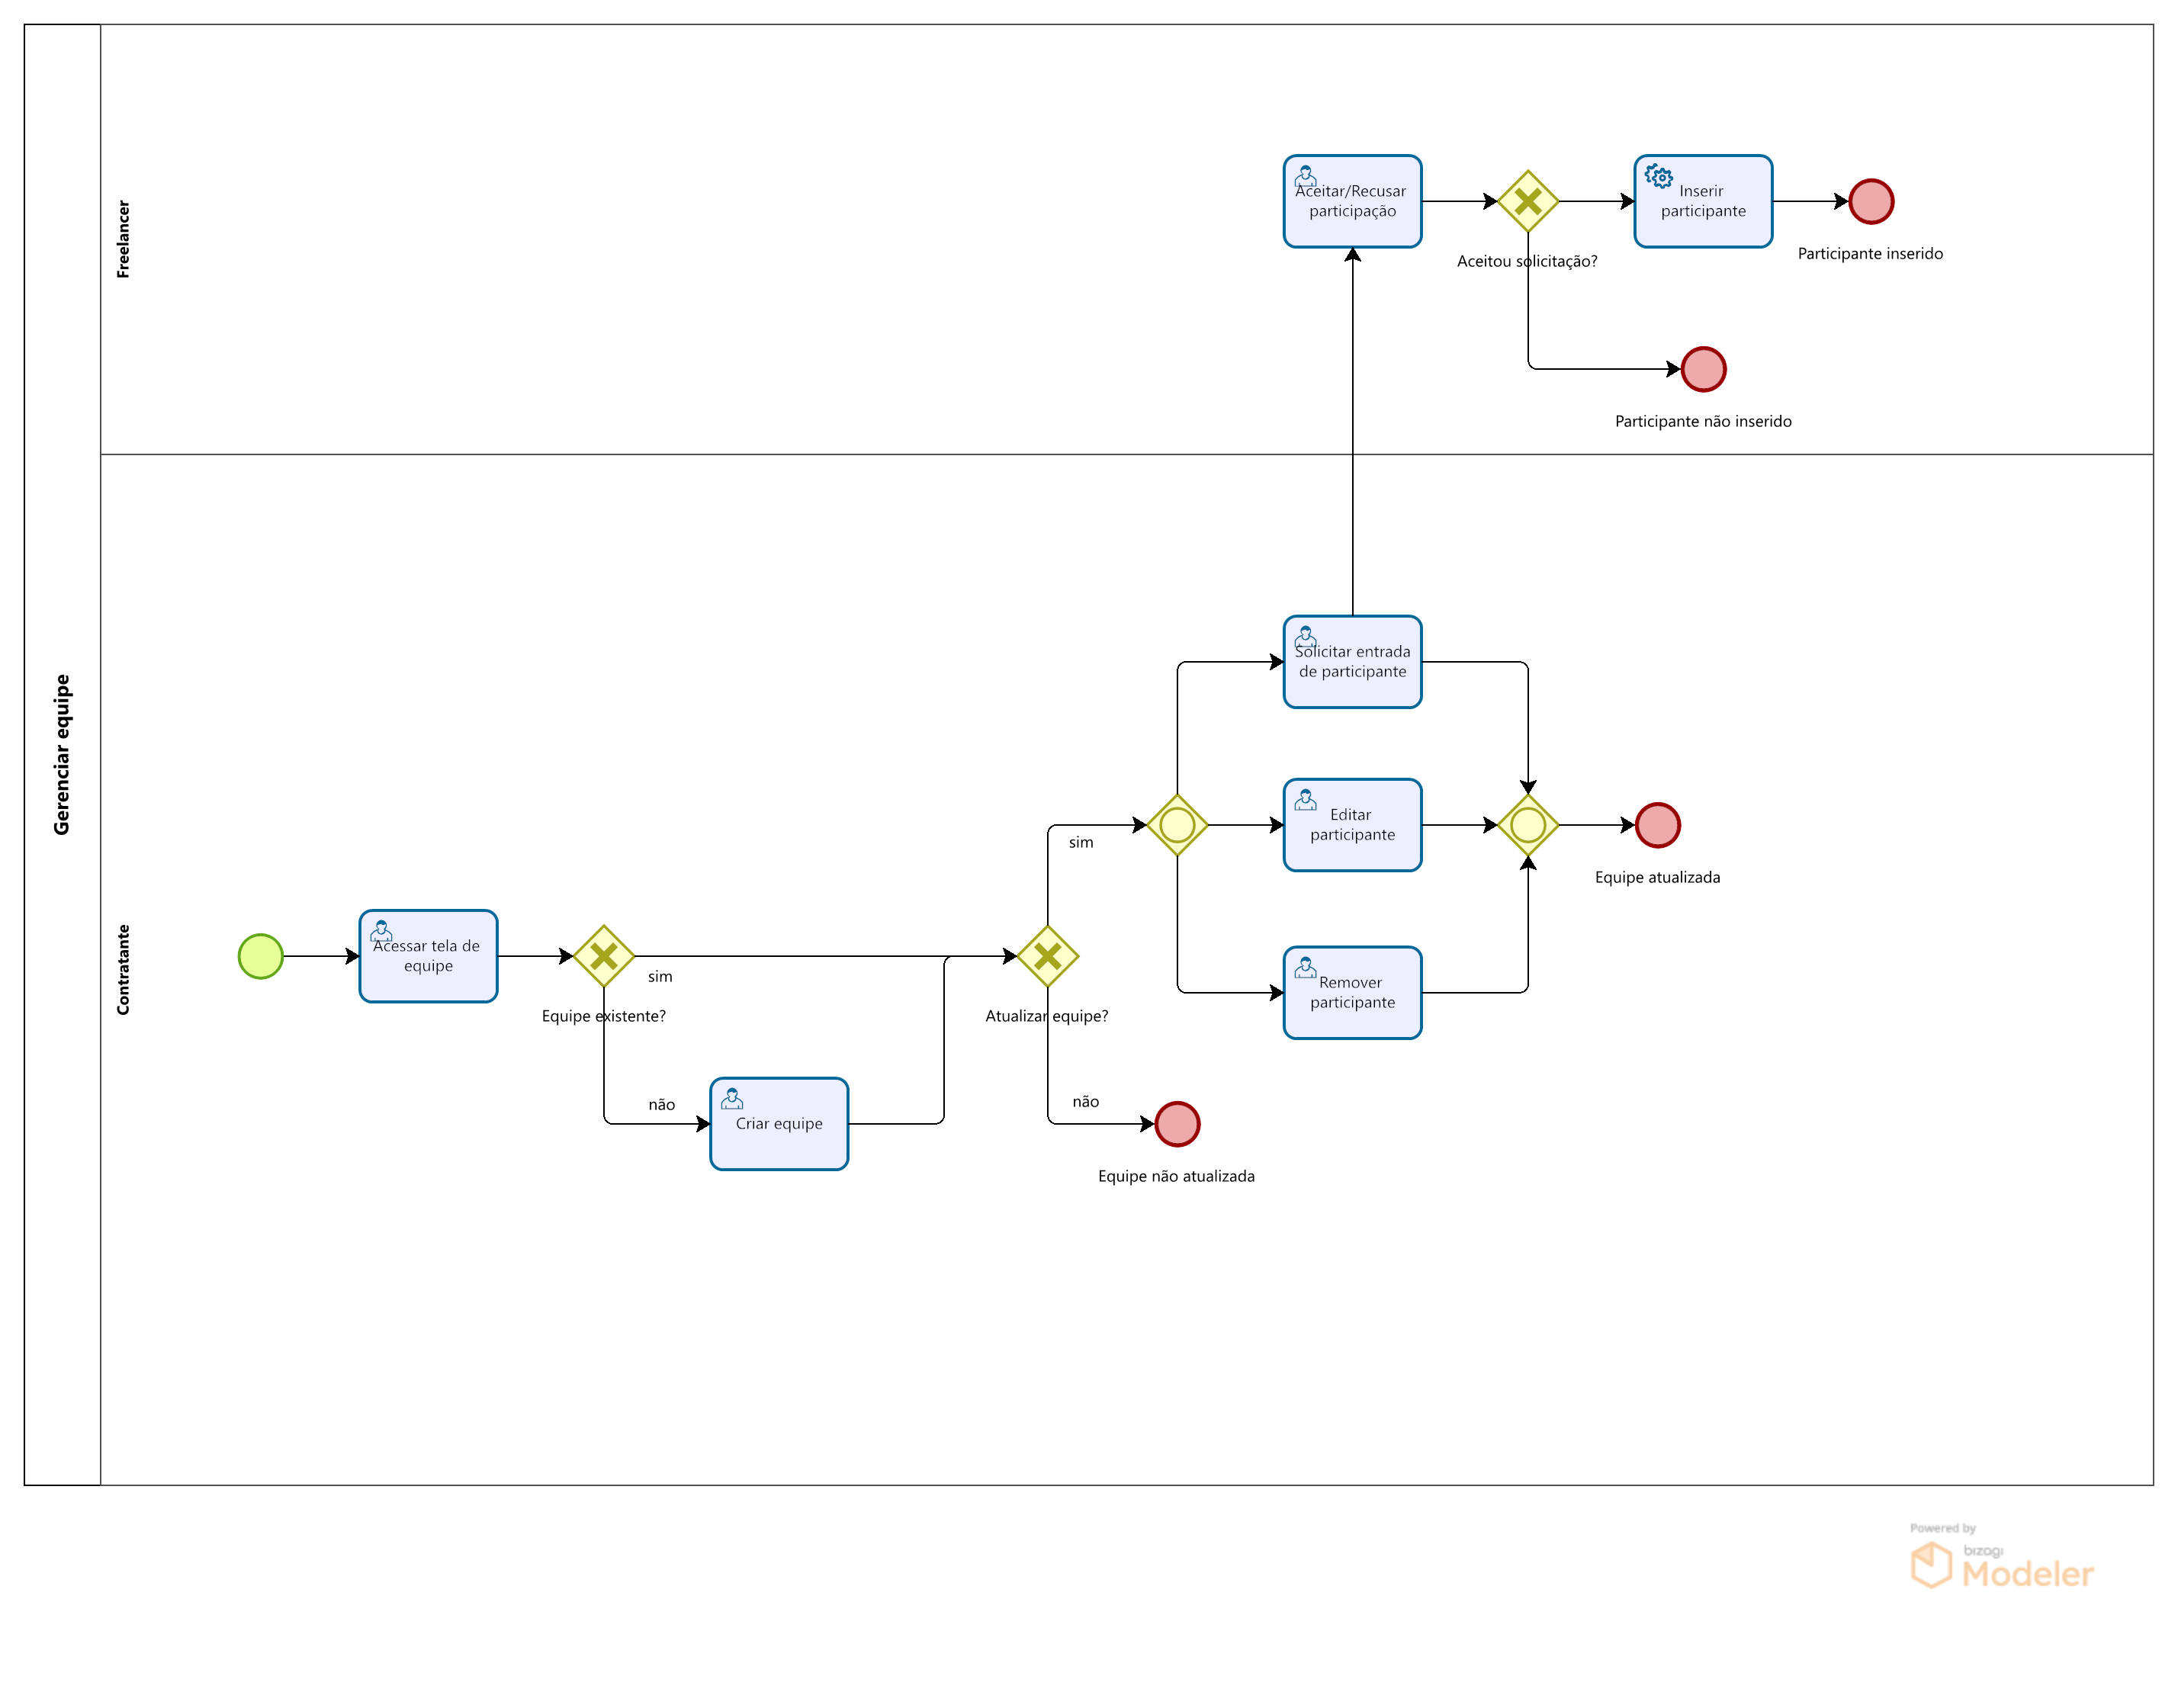 Gerenciar equipe
Freelancer
Aceitar/Recusar
participação
Aceitou solicitação?
Inserir
participante
Participante inserido
Participante não inserido
Contratante
Acessar tela de
equipe
Equipe existente?
sim
não
Criar equipe
Atualizar equipe?
sim
não
Equipe não atualizada
Solicitar entrada
de participante
Editar
participante
Remover
participante
Equipe atualizada
Powered by
bizagi
Modeler